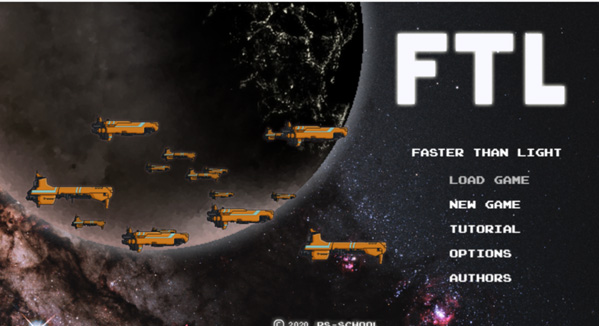 FTL
FASTER THAN LIGHT
LOAD GAME
NEW GAME
TUTORIAL
OPTIONS
AUTHORS
© 2020 RS-SCHOOL